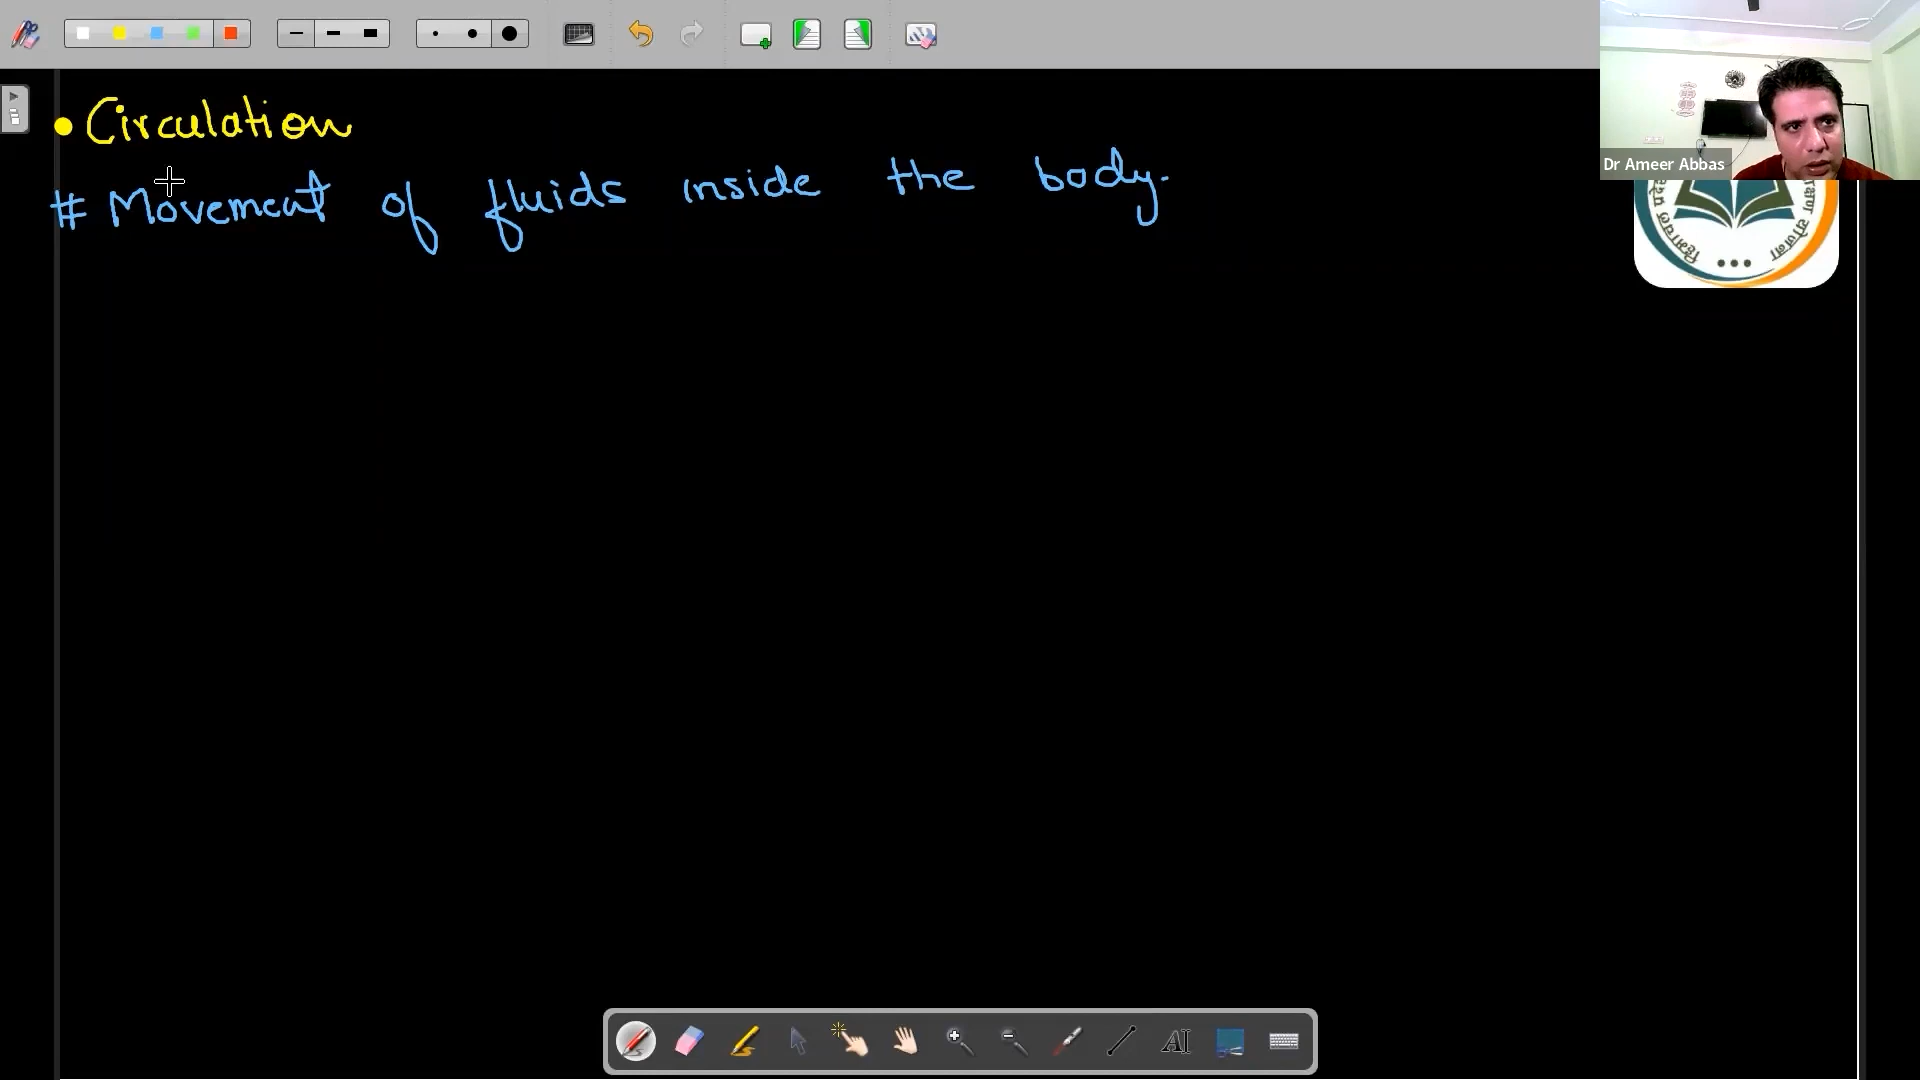 • Circulation
# Movement of fluids inside the body.
Dr Ameer Abbas